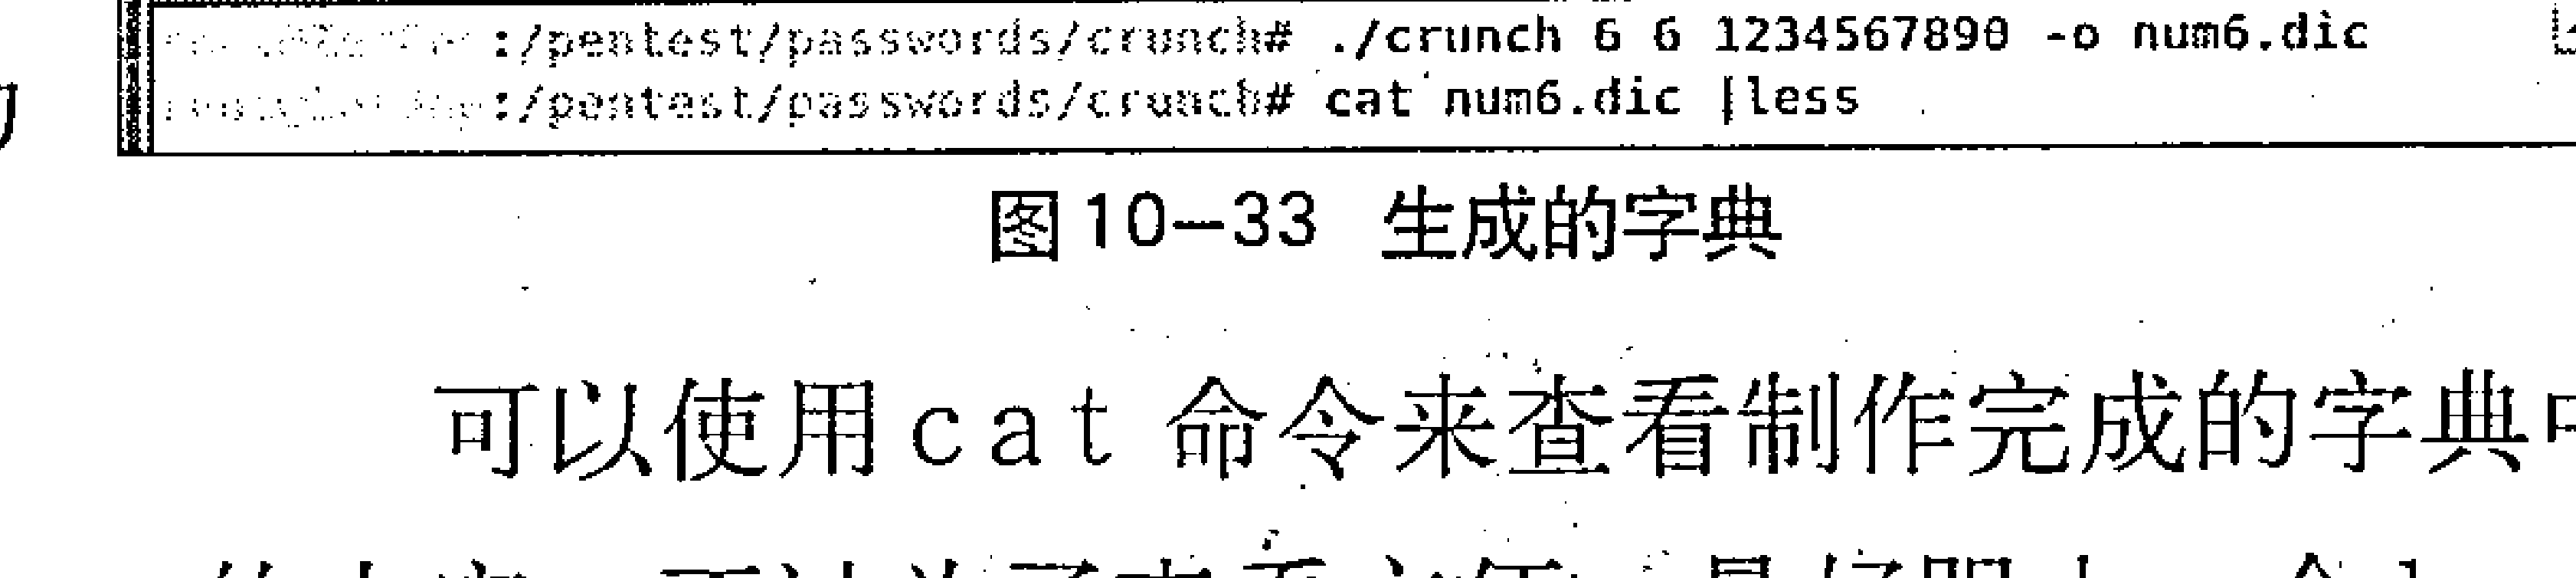 :/pentest/passwords/crunch# ./crunch 6 6 1234567890 -o num6.dic
:/pentest/passwords/crunch# cat num6.dic |less
图10-33 生成的字典
可以使用cat 命令来查看制作完成的字典